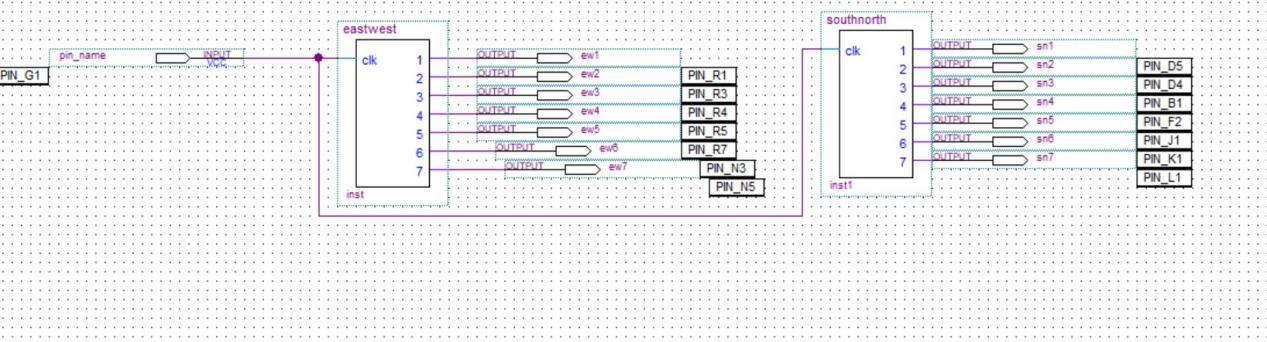 eastwest
southnorth
pin_name INPUT VCC
PIN_G1
clk
1 OUTPUT ew1
2 OUTPUT ew2 PIN_R1
3 OUTPUT ew3 PIN_R3
4 OUTPUT ew4 PIN_R4
5 OUTPUT ew5 PIN_R5
6 OUTPUT ew6 PIN_R7
7 OUTPUT ew7 PIN_N3
PIN_N5
inst
clk
1 OUTPUT sn1
2 OUTPUT sn2 PIN_D5
3 OUTPUT sn3 PIN_D4
4 OUTPUT sn4 PIN_B1
5 OUTPUT sn5 PIN_F2
6 OUTPUT sn6 PIN_J1
7 OUTPUT sn7 PIN_K1
PIN_L1
inst1